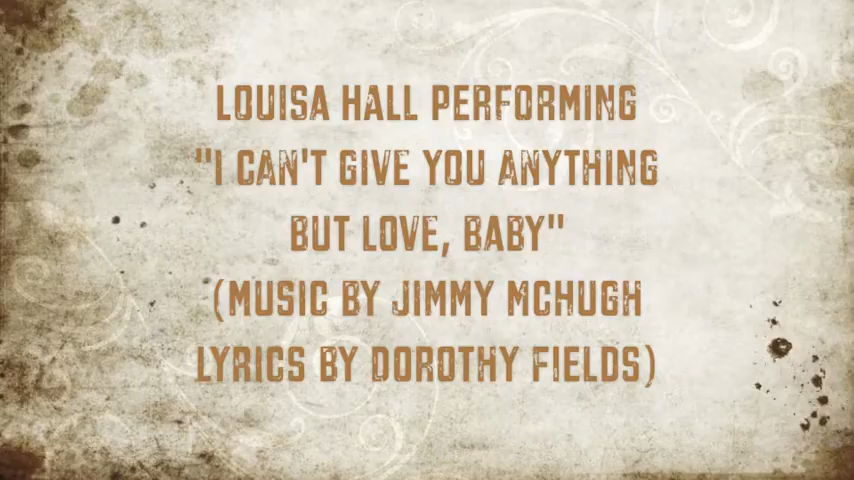 LOUISA HALL PERFORMING
"I CAN'T GIVE YOU ANYTHING
BUT LOVE, BABY"
(MUSIC BY JIMMY MCHUGH
LYRICS BY DOROTHY FIELDS)